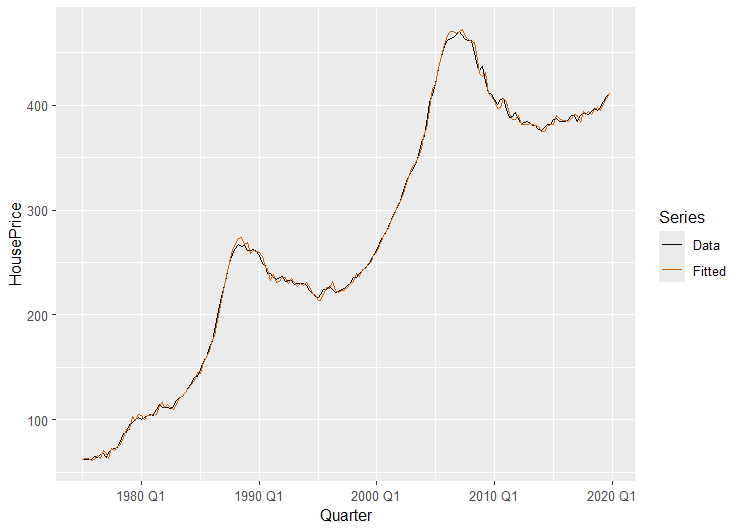 HousePrice
400
300
200
100
1980 Q1
1990 Q1
2000 Q1
2010 Q1
2020 Q1
Quarter
Series
Data
Fitted